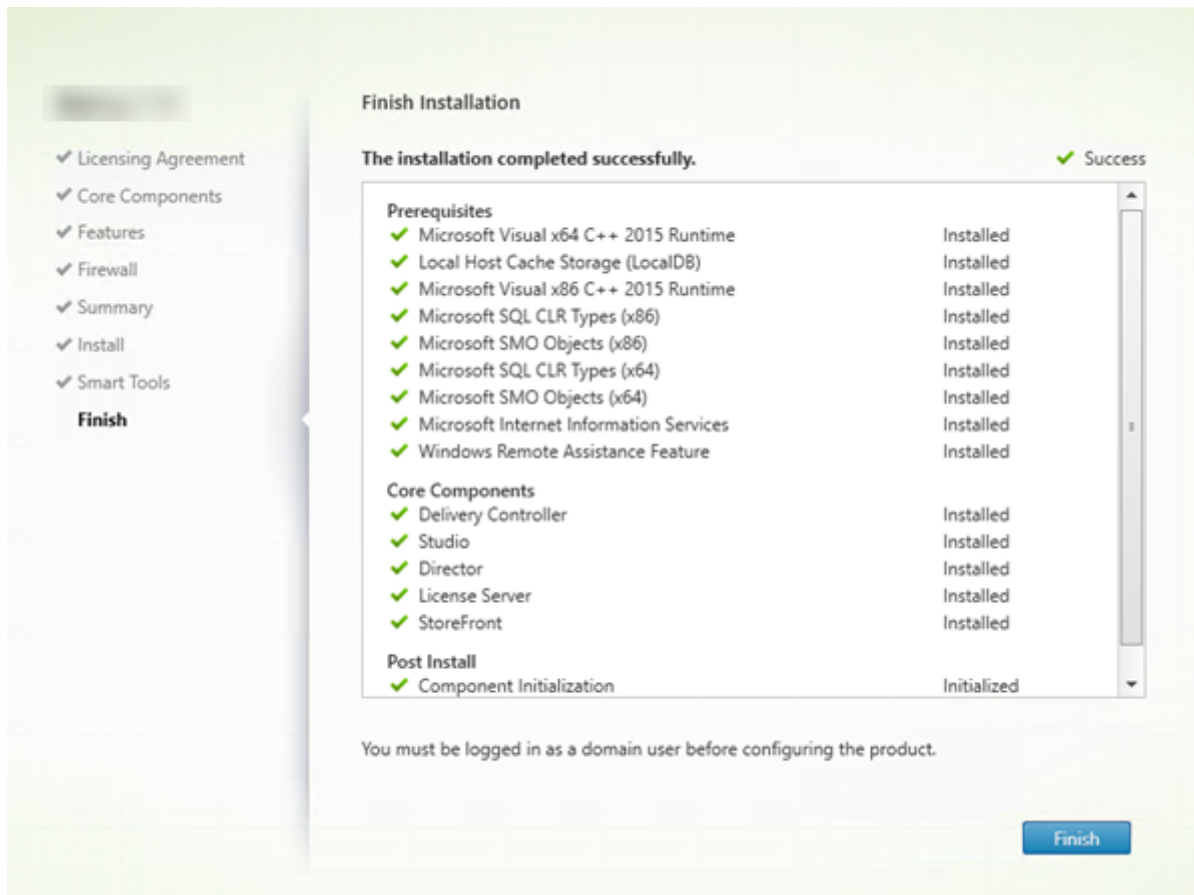 Finish Installation
Licensing Agreement
Core Components
Features
Firewall
Summary
Install
Smart Tools
Finish
The installation completed successfully. Success
Prerequisites
Microsoft Visual x64 C++ 2015 Runtime Installed
Local Host Cache Storage (LocalDB) Installed
Microsoft Visual x86 C++ 2015 Runtime Installed
Microsoft SQL CLR Types (x86) Installed
Microsoft SMO Objects (x86) Installed
Microsoft SQL CLR Types (x64) Installed
Microsoft SMO Objects (x64) Installed
Microsoft Internet Information Services Installed
Windows Remote Assistance Feature Installed
Core Components
Delivery Controller Installed
Studio Installed
Director Installed
License Server Installed
StoreFront Installed
Post Install
Component Initialization Initialized
You must be logged in as a domain user before configuring the product.
Finish